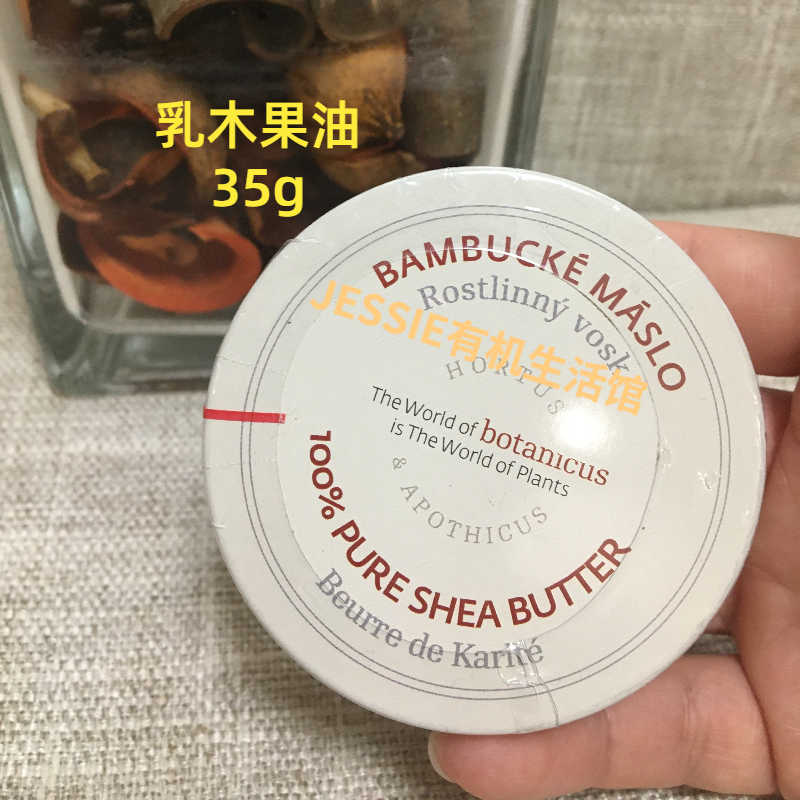 乳木果油
35g
BAMBUCKÉ MÁSLO
Rostlinný vosk
JESSIE有机生活馆
HORTUS
The World of botanicus
is The World of Plants
& APOTHICUS
100% PURE SHEA BUTTER
Beurre de Karité